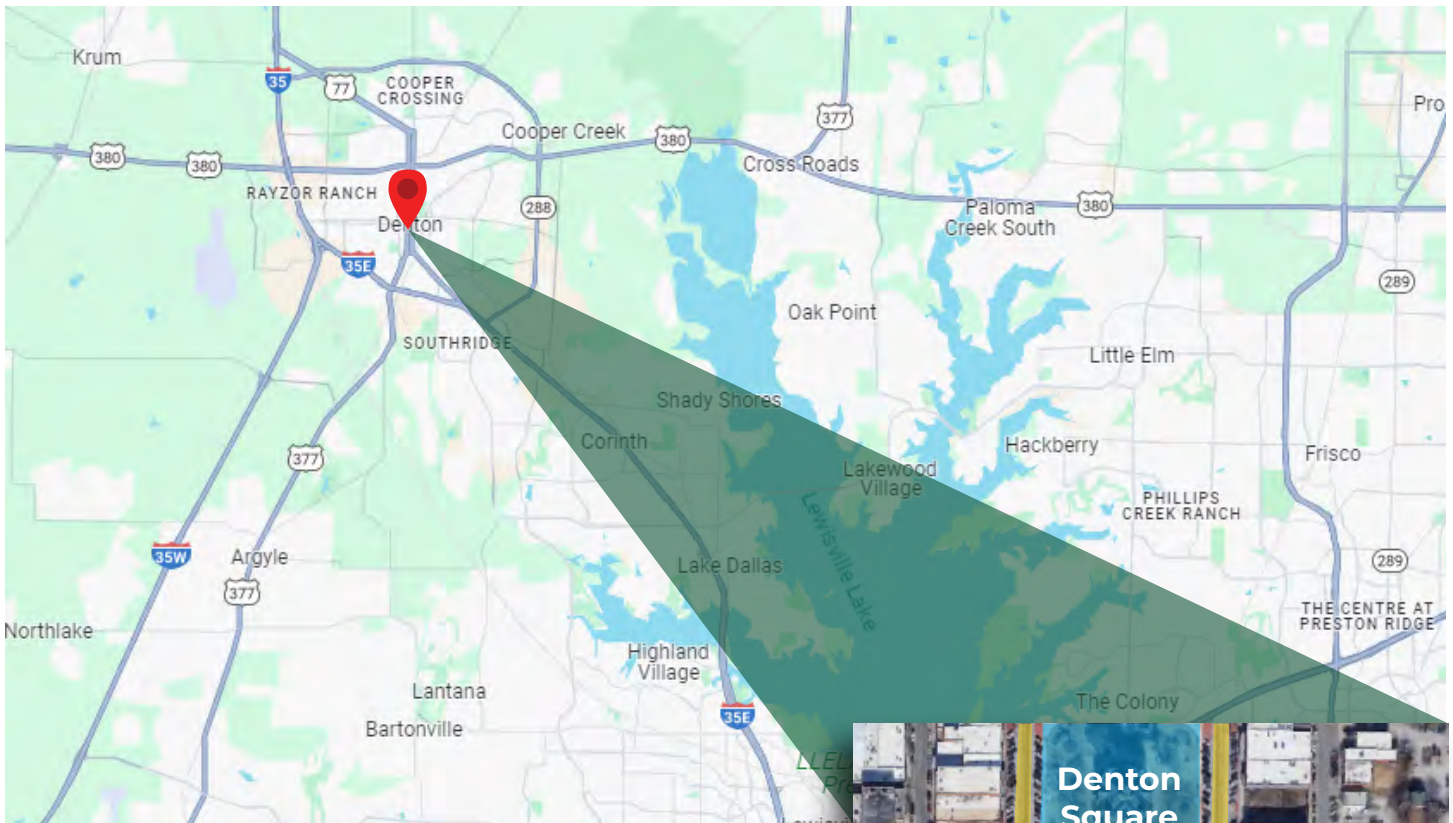 Krum
35
77
COOPER
CROSSING
377
Pro
Cooper Creek
380
380
380
Cross Roads
RAYZOR RANCH
288
Paloma
Creek South
380
Denton
35E
289
Oak Point
SOUTHRIDGE
Little Elm
Shady Shores
Corinth
Hackberry
377
Frisco
Lakewood
Village
PHILLIPS
CREEK RANCH
Lewisville Lake
35W
Argyle
Lake Dallas
289
377
THE CENTRE AT
PRESTON RIDGE
Northlake
Highland
Village
Lantana
The Colony
35E
Bartonville
LLEL
Pre
Denton
Square